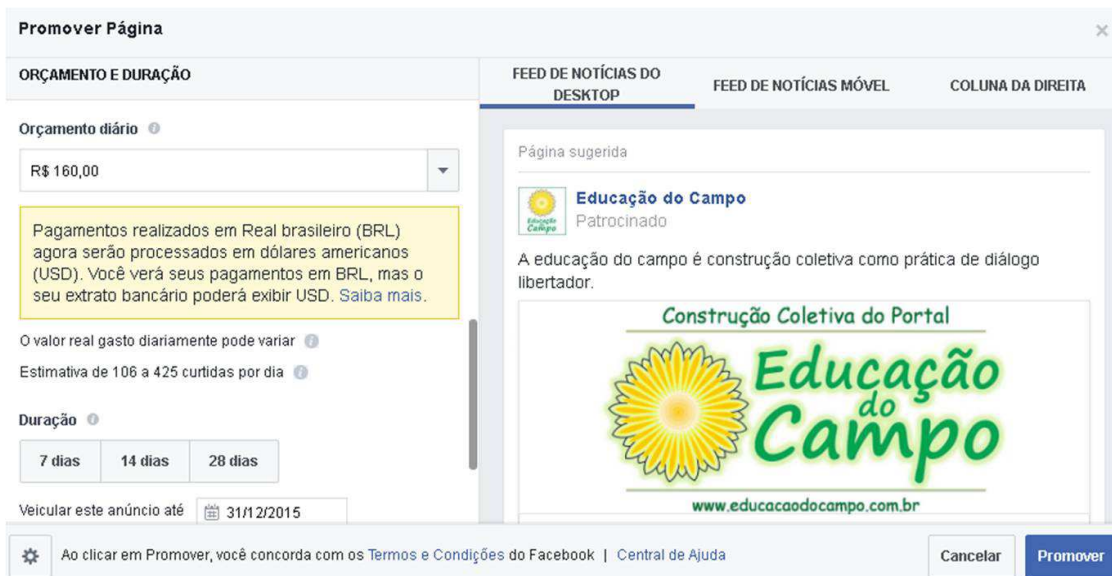 Promover Página
ORÇAMENTO E DURAÇÃO
Orçamento diário
R$ 160,00
Pagamentos realizados em Real brasileiro (BRL)
agora serão processados em dólares americanos
(USD). Você verá seus pagamentos em BRL, mas o
seu extrato bancário poderá exibir USD. Saiba mais.
O valor real gasto diariamente pode variar
Estimativa de 106 a 425 curtidas por dia
Duração
7 dias 14 dias 28 dias
Veicular este anúncio até 31/12/2015
FEED DE NOTÍCIAS DO
DESKTOP
FEED DE NOTÍCIAS MÓVEL
COLUNA DA DIREITA
Página sugerida
Educação do Campo
Educação do Campo
Patrocinado
A educação do campo é construção coletiva como prática de diálogo
libertador.
Construção Coletiva do Portal
Educação
do
Campo
www.educacaodocampo.com.br
Ao clicar em Promover, você concorda com os Termos e Condições do Facebook | Central de Ajuda
Cancelar
Promover